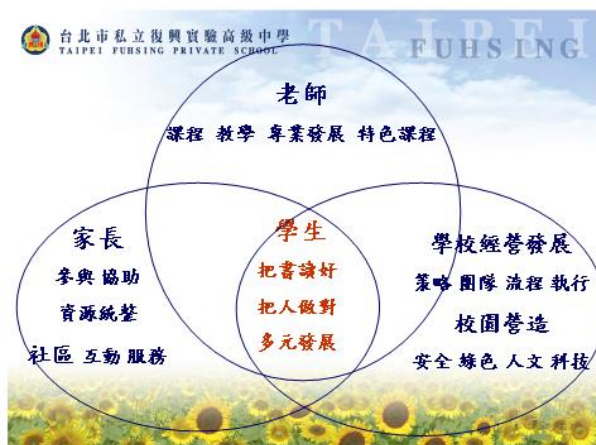 台北市私立復興實驗高級中學
TAIPEI FUHSING PRIVATE SCHOOL
TAIPEI
FUHSING
老師
課程 教學 專業發展 特色課程
家長
參與 協助
資源統整
社區 互動 服務
學生
把書讀好
把人做對
多元發展
學校經營發展
策略 團隊 流程 執行
校園營造
安全 綠色 人文 科技